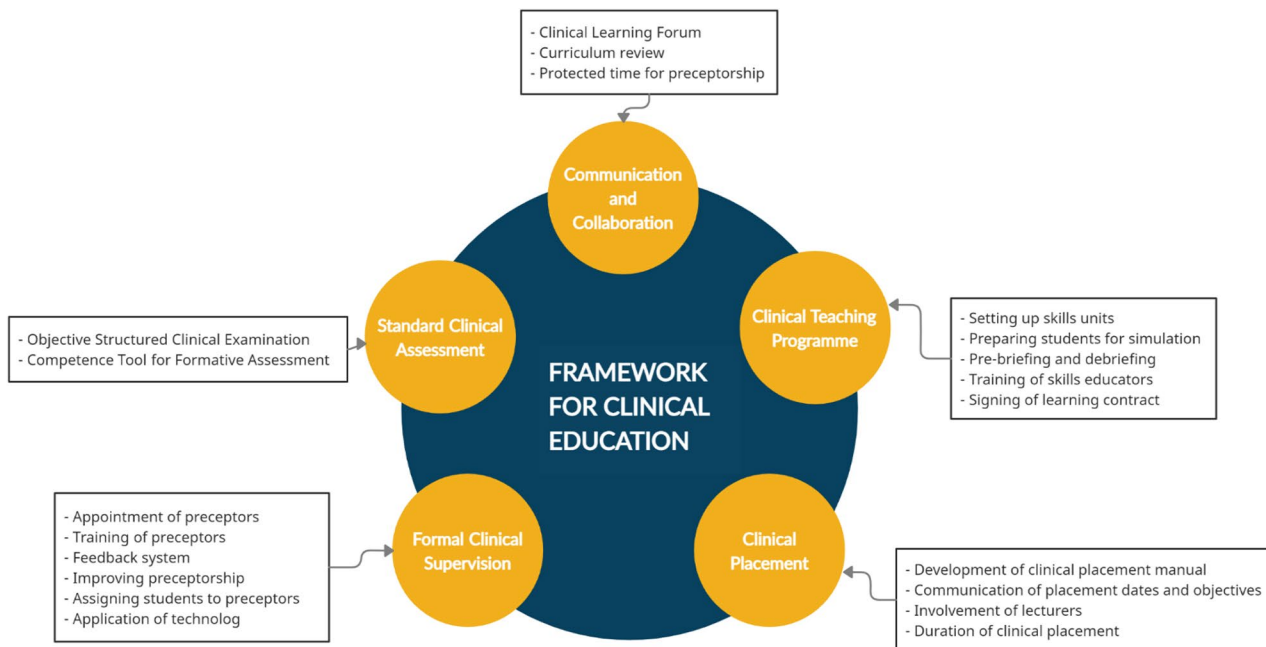 - Clinical Learning Forum
- Curriculum review
- Protected time for preceptorship
Communication
and
Collaboration
Standard Clinical
Assessment
- Objective Structured Clinical Examination
- Competence Tool for Formative Assessment
Clinical Teaching
Programme
- Setting up skills units
- Preparing students for simulation
- Pre-briefing and debriefing
- Training of skills educators
- Signing of learning contract
FRAMEWORK
FOR CLINICAL
EDUCATION
Formal Clinical
Supervision
- Appointment of preceptors
- Training of preceptors
- Feedback system
- Improving preceptorship
- Assigning students to preceptors
- Application of technolog
Clinical
Placement
- Development of clinical placement manual
- Communication of placement dates and objectives
- Involvement of lecturers
- Duration of clinical placement